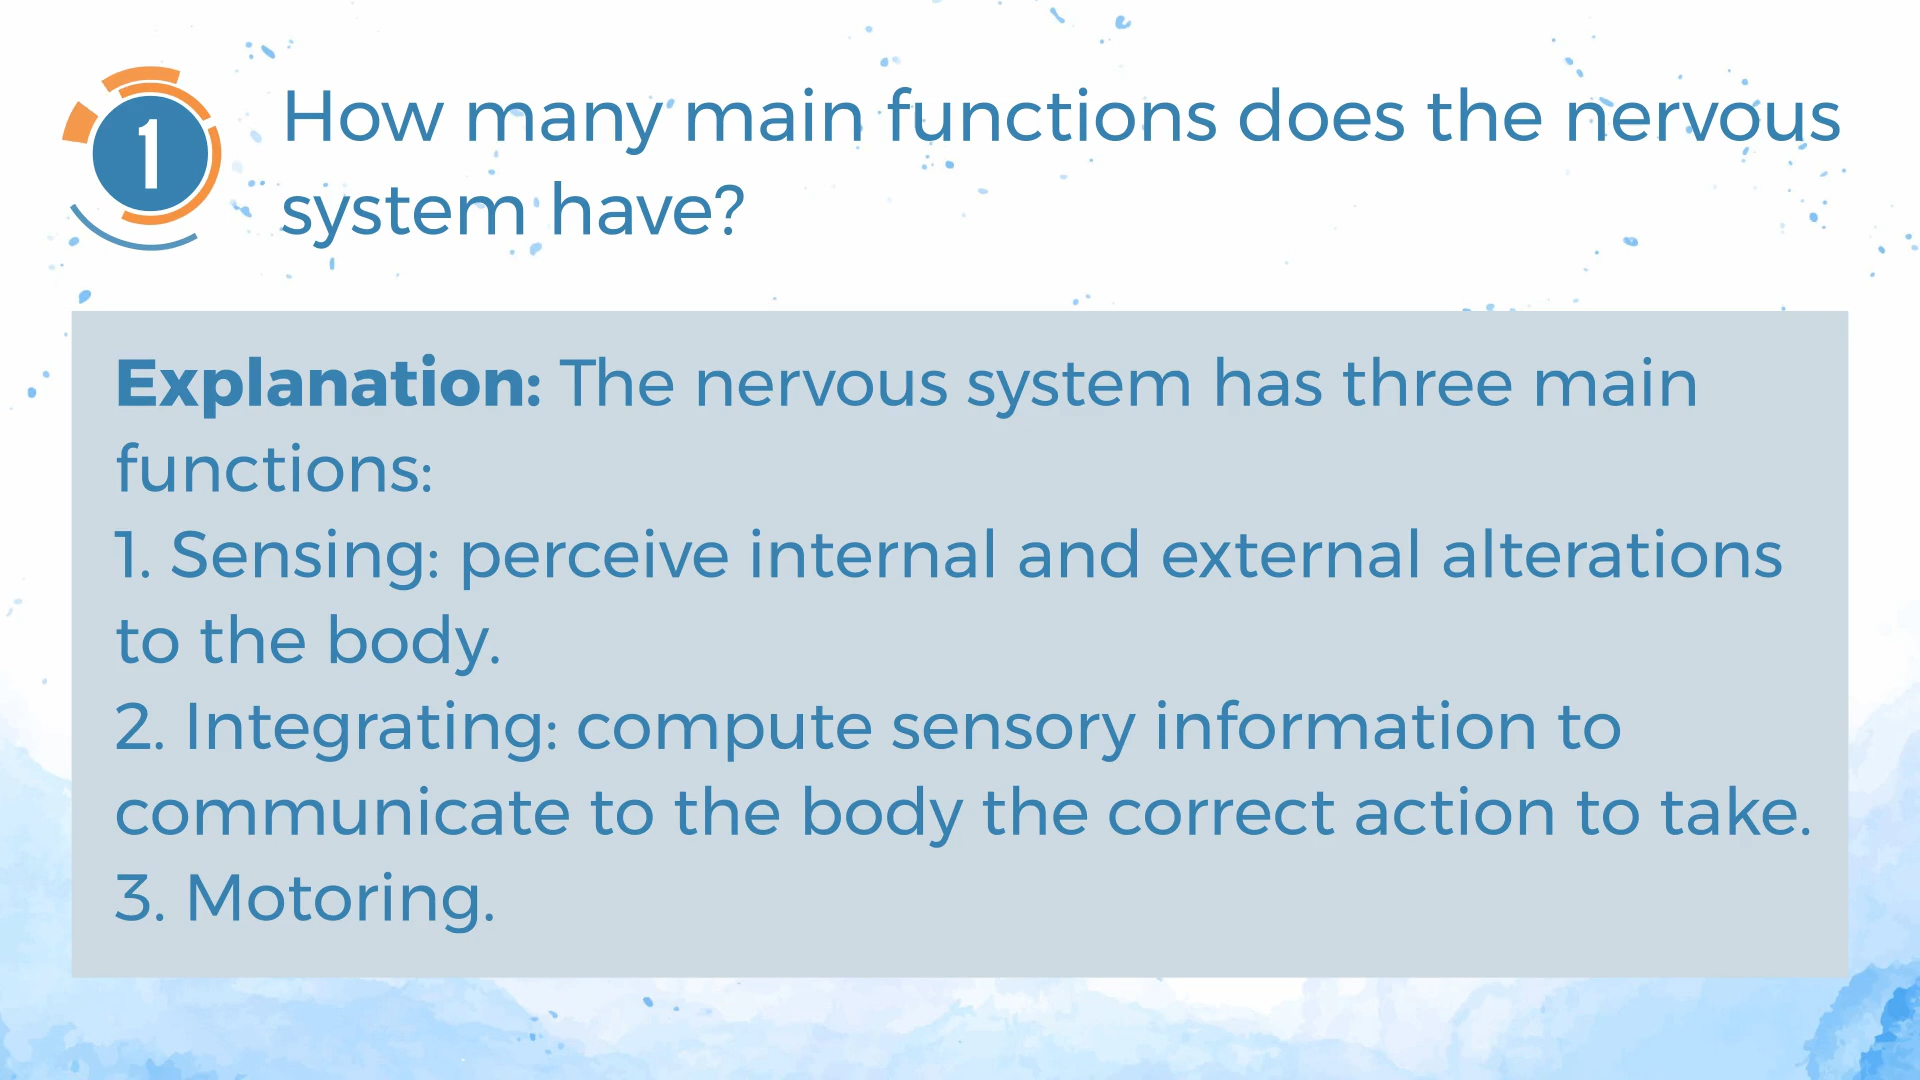 1
How many main functions does the nervous
system have?
Explanation: The nervous system has three main
functions:
1. Sensing: perceive internal and external alterations
to the body.
2. Integrating: compute sensory information to
communicate to the body the correct action to take.
3. Motoring.